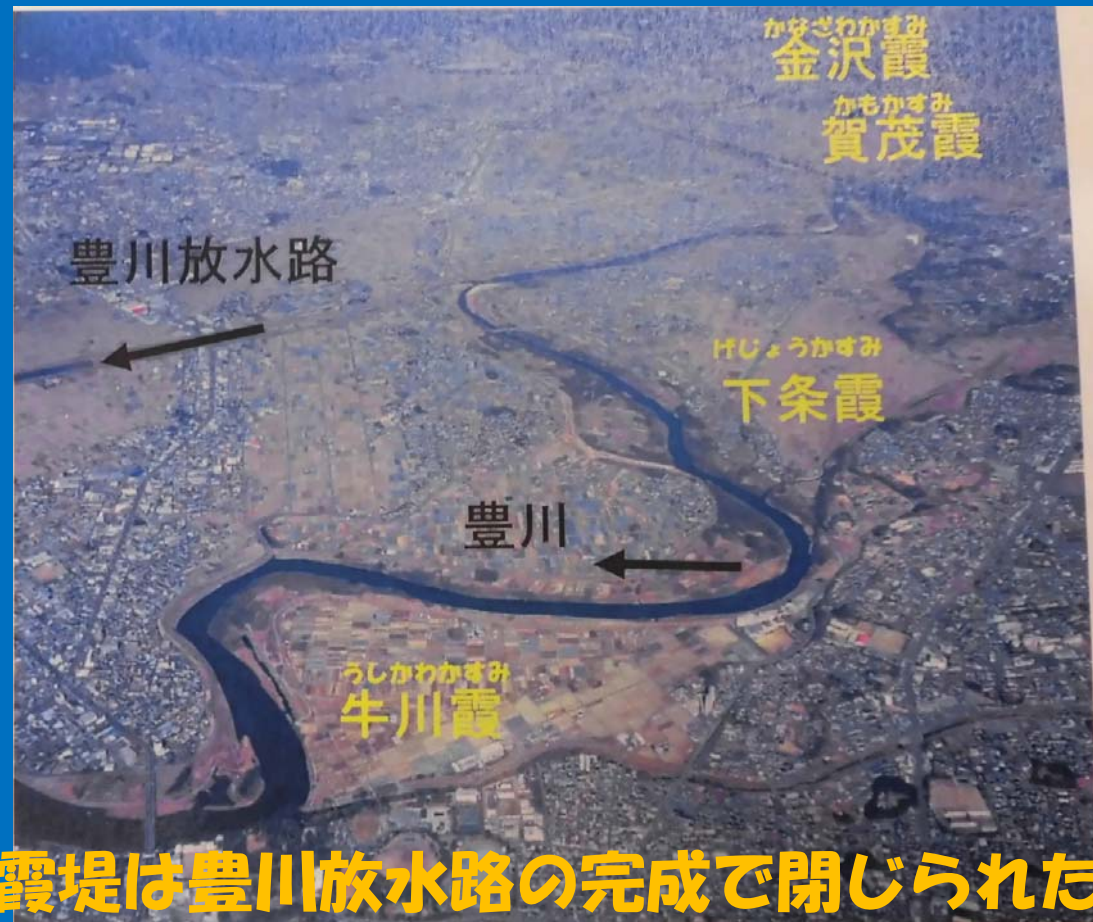 かなざわかすみ
金沢霞
かもかすみ
賀茂霞
豊川放水路
げじょうかすみ
下条霞
豊川
うしかわかすみ
牛川霞
霞堤は豊川放水路の完成で閉じられた